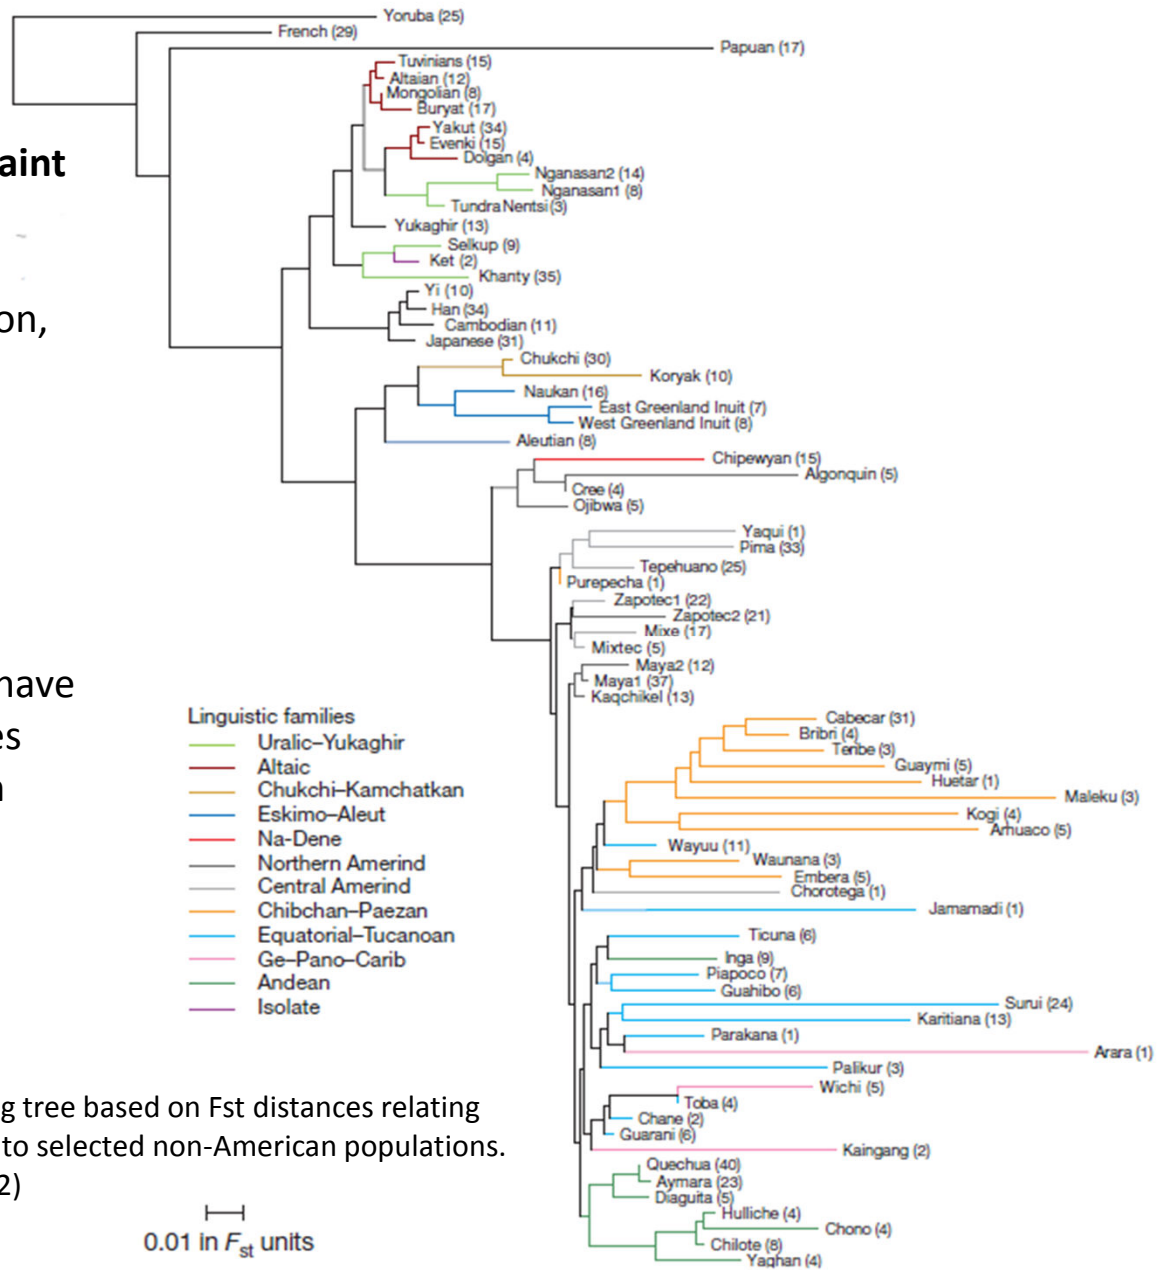 Yoruba (25)
French (29)
Papuan (17)
Tuvinians (15)
Altaian (12)
Mongolian (8)
Buryat (17)
Yakut (34)
Evenki (15)
Dolgan (4)
Nganasan2 (14)
Nganasan1 (8)
Tundra Nentsi (3)
Yukaghir (13)
Selkup (9)
Ket (2)
Khanty (35)
Yi (10)
Han (34)
Cambodian (11)
Japanese (31)
Chukchi (30)
Koryak (10)
Naukan (16)
East Greenland Inuit (7)
West Greenland Inuit (8)
Aleutian (8)
Chipewyan (15)
Algonquin (5)
Cree (4)
Ojibwa (5)
Yaqui (1)
Pima (33)
Tepehuano (25)
Purepecha (1)
Zapotec1 (22)
Zapotec2 (21)
Mixe (17)
Mixtec (5)
Maya2 (12)
Maya1 (37)
Kaqchikel (13)
Cabecar (31)
Bribri (4)
Teribe (3)
Guaymi (5)
Huetar (1)
Maleku (3)
Kogi (4)
Arhuaco (5)
Wayuu (11)
Waunana (3)
Embera (5)
Chorotega (1)
Jamamadi (1)
Ticuna (6)
Inga (9)
Piapoco (7)
Guahibo (6)
Surui (24)
Karitiana (13)
Parakana (1)
Arara (1)
Palikur (3)
Wichi (5)
Toba (4)
Chane (2)
Guarani (6)
Kaingang (2)
Quechua (40)
Aymara (23)
Diaguita (5)
Hulliche (4)
Chono (4)
Chilote (8)
Yaghan (4)
aint
on,
have
es
n
Linguistic families
Uralic–Yukaghir
Altaic
Chukchi–Kamchatkan
Eskimo–Aleut
Na-Dene
Northern Amerind
Central Amerind
Chibchan–Paezan
Equatorial–Tucanoan
Ge–Pano–Carib
Andean
Isolate
g tree based on Fst distances relating
to selected non-American populations.
2)
0.01 in Fst units